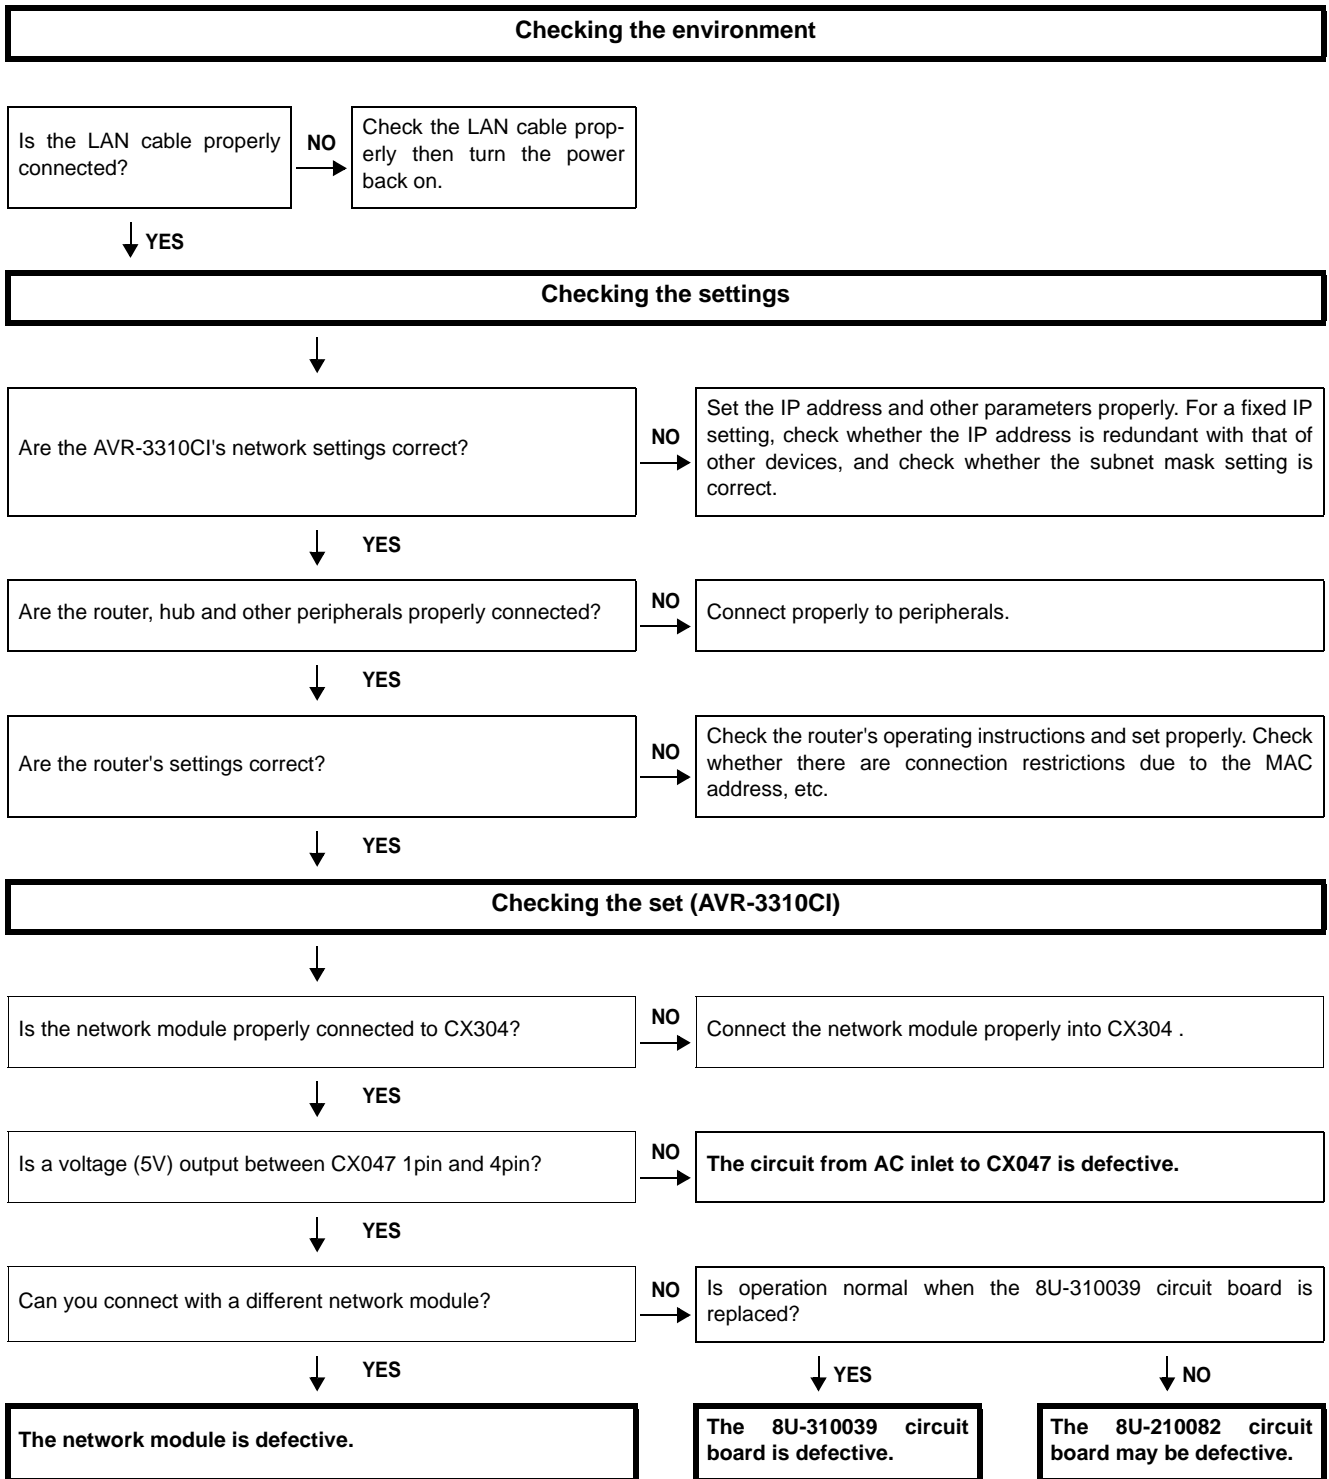 Checking the environment
Is the LAN cable properly
connected?
NO
Check the LAN cable prop-
erly then turn the power
back on.
YES
Checking the settings
Are the AVR-3310CI's network settings correct?
NO
Set the IP address and other parameters properly. For a fixed IP
setting, check whether the IP address is redundant with that of
other devices, and check whether the subnet mask setting is
correct.
YES
Are the router, hub and other peripherals properly connected?
NO
Connect properly to peripherals.
YES
Are the router's settings correct?
NO
Check the router's operating instructions and set properly. Check
whether there are connection restrictions due to the MAC
address, etc.
YES
Checking the set (AVR-3310CI)
Is the network module properly connected to CX304?
NO
Connect the network module properly into CX304 .
YES
Is a voltage (5V) output between CX047 1pin and 4pin?
NO
The circuit from AC inlet to CX047 is defective.
YES
Can you connect with a different network module?
NO
Is operation normal when the 8U-310039 circuit board is
replaced?
YES
YES
NO
The network module is defective.
The 8U-310039 circuit
board is defective.
The 8U-210082 circuit
board may be defective.